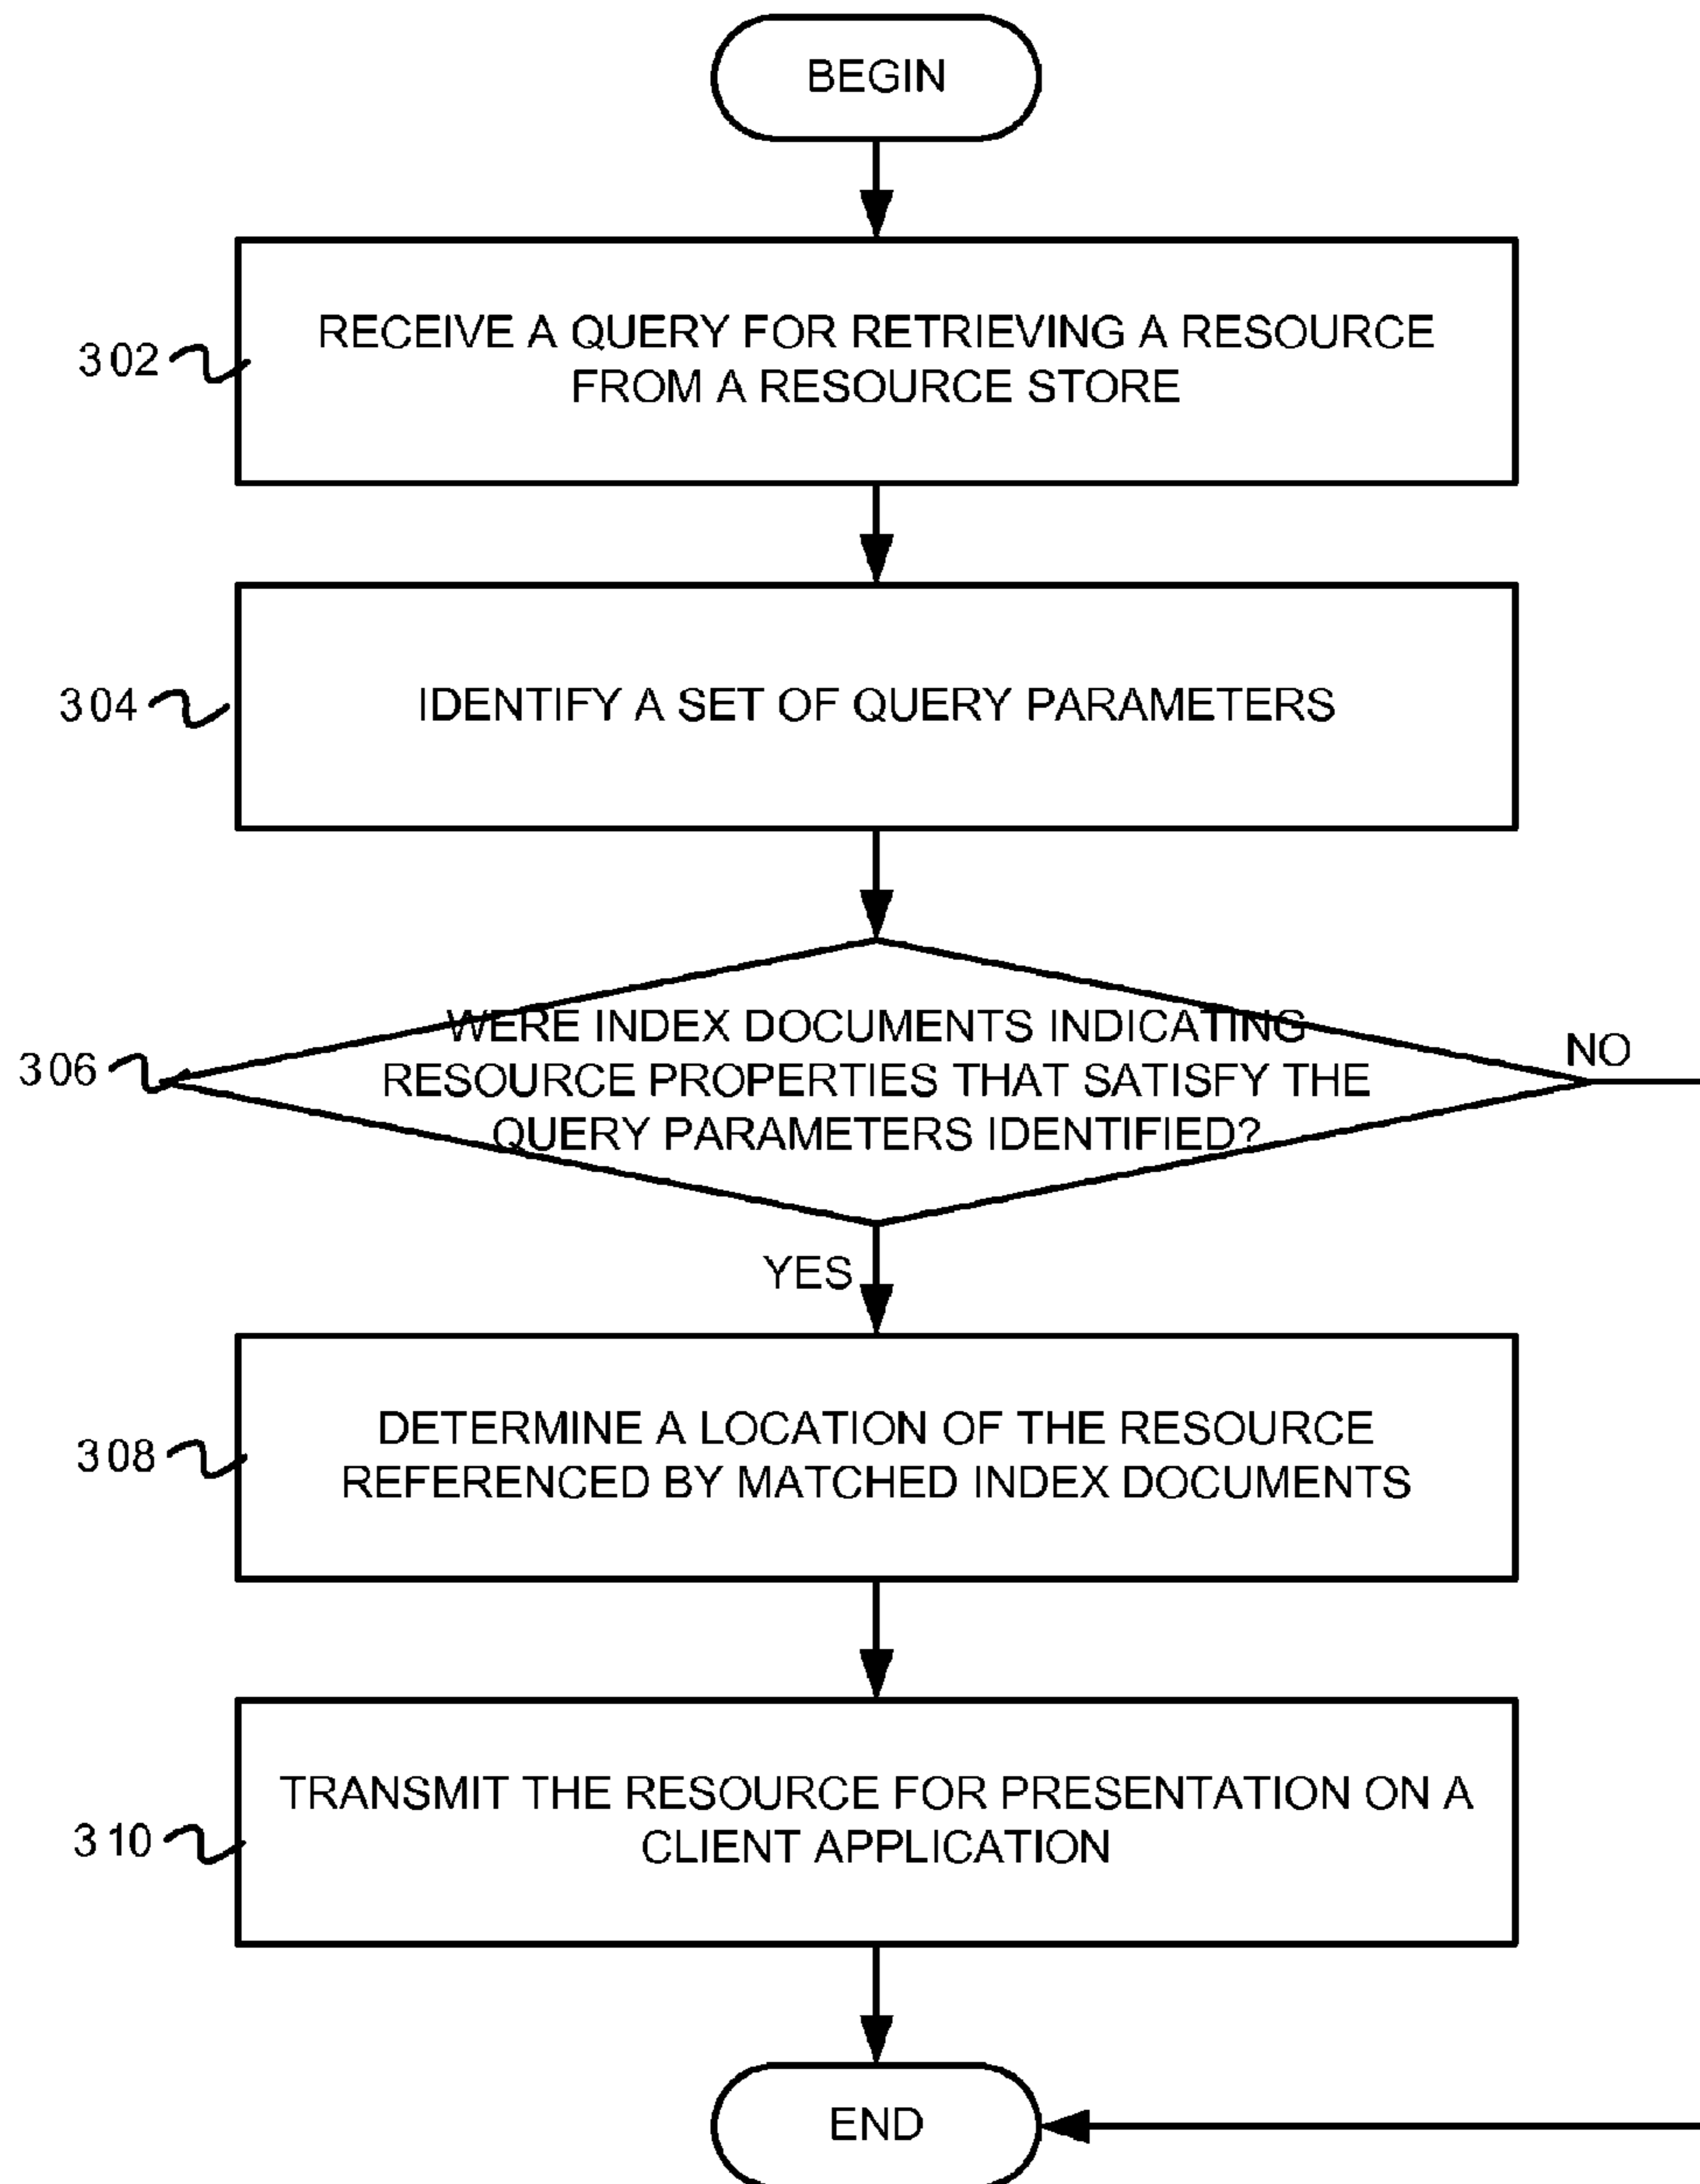 BEGIN
302
RECEIVE A QUERY FOR RETRIEVING A RESOURCE
FROM A RESOURCE STORE
304
IDENTIFY A SET OF QUERY PARAMETERS
306
WERE INDEX DOCUMENTS INDICATING
RESOURCE PROPERTIES THAT SATISFY THE
QUERY PARAMETERS IDENTIFIED?
NO
YES
308
DETERMINE A LOCATION OF THE RESOURCE
REFERENCED BY MATCHED INDEX DOCUMENTS
310
TRANSMIT THE RESOURCE FOR PRESENTATION ON A
CLIENT APPLICATION
END